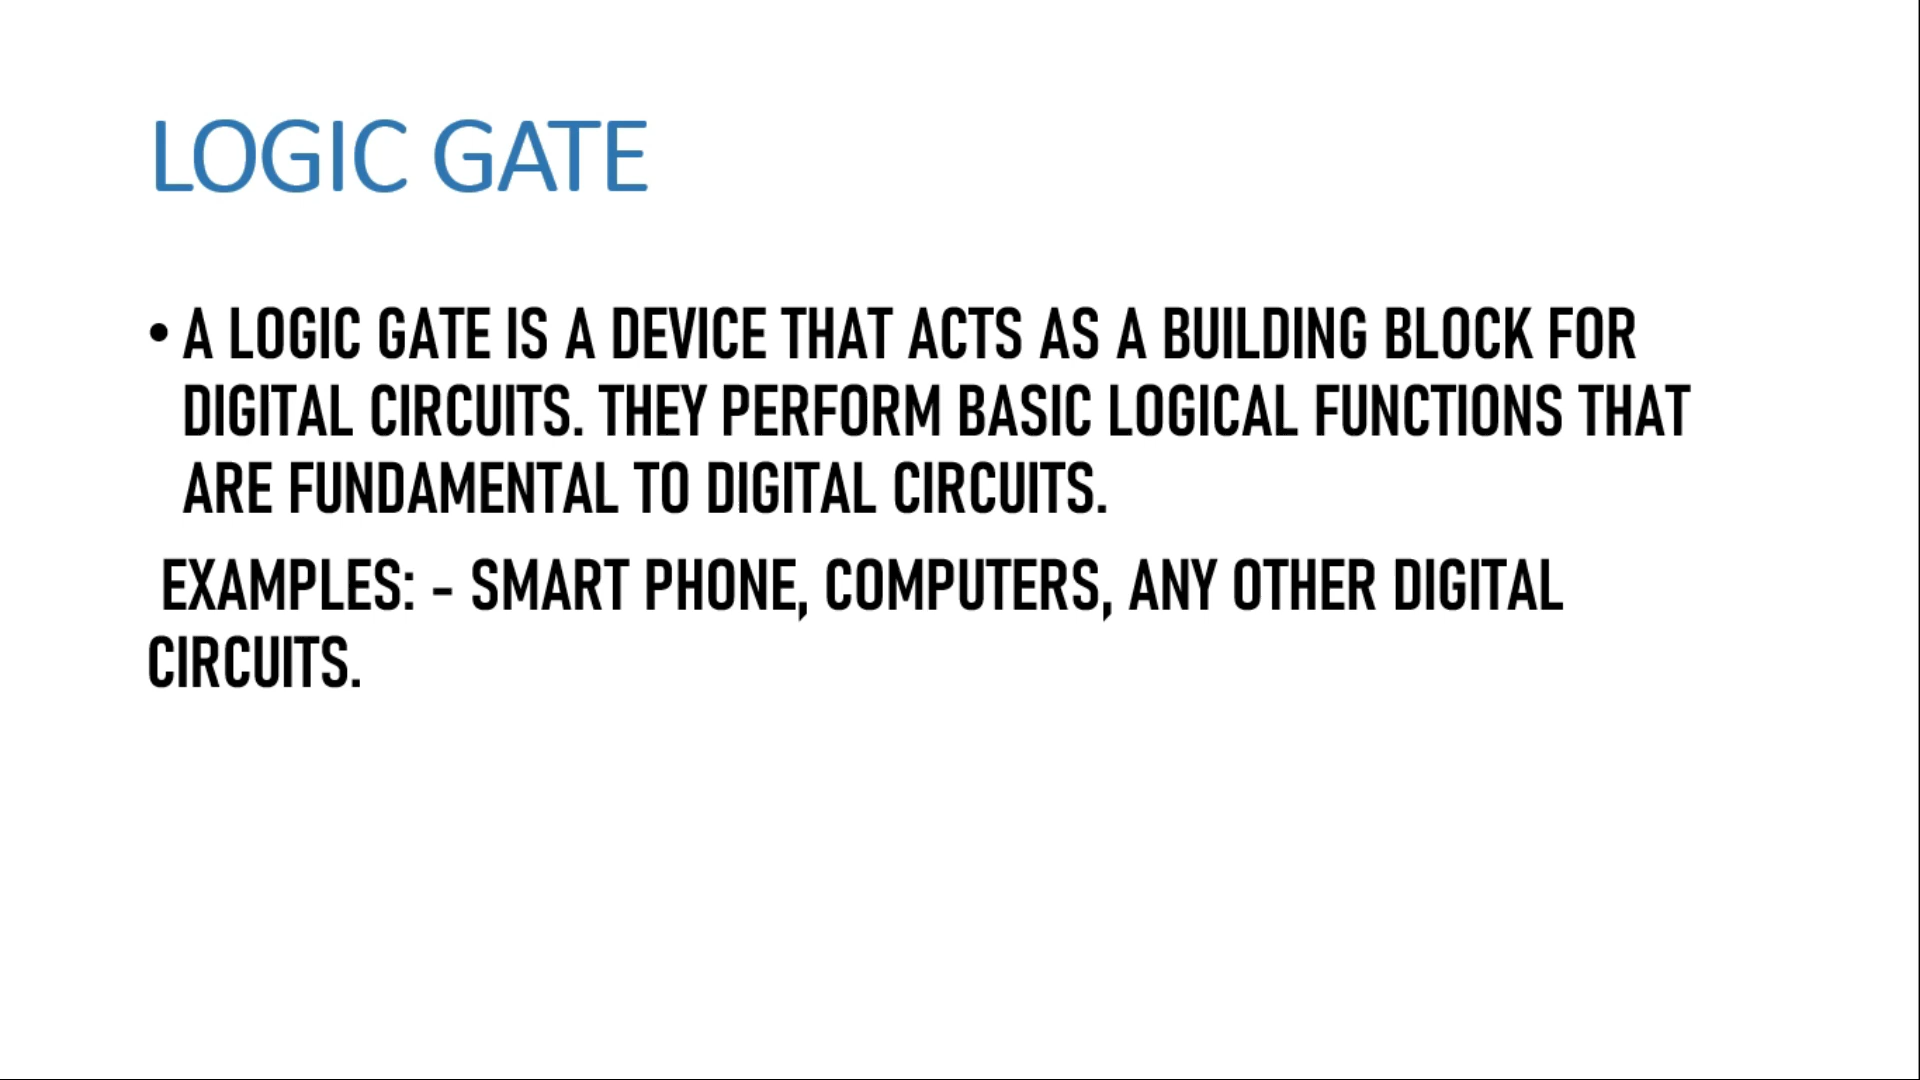 LOGIC GATE
• A LOGIC GATE IS A DEVICE THAT ACTS AS A BUILDING BLOCK FOR
DIGITAL CIRCUITS. THEY PERFORM BASIC LOGICAL FUNCTIONS THAT
ARE FUNDAMENTAL TO DIGITAL CIRCUITS.
EXAMPLES: - SMART PHONE, COMPUTERS, ANY OTHER DIGITAL
CIRCUITS.